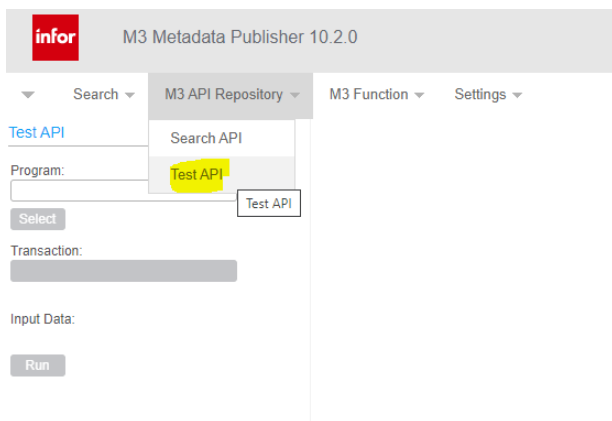 infor M3 Metadata Publisher 10.2.0
Search M3 API Repository M3 Function Settings
Test API
Search API
Program:
Test API
Test API
Select
Transaction:
Input Data:
Run